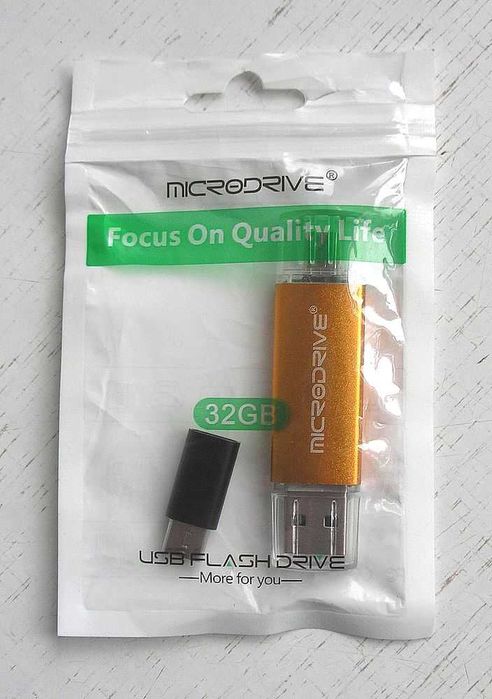 MICRODRIVE®
Focus On Quality Life
MICRODRIVE®
32GB
USB FLASH DRIVE
—More for you—